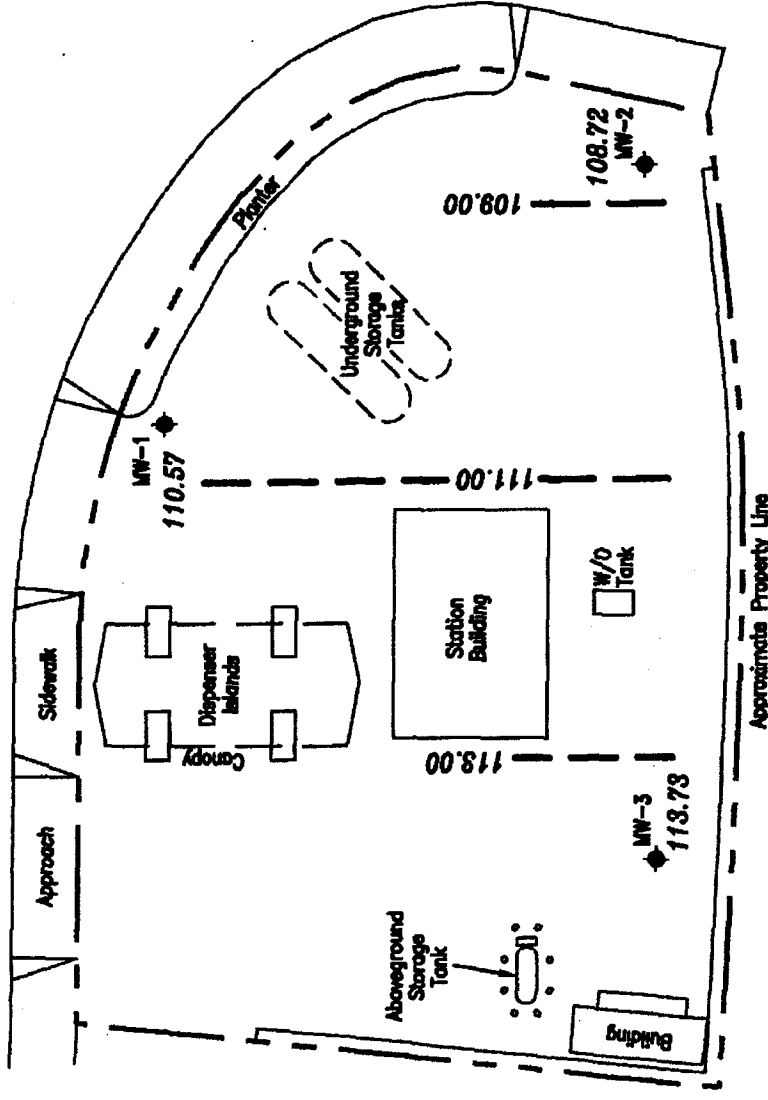 Approach
Sidewalk
Planter
Canopy
Dispenser
Islands
MW-1
110.57
Underground
Storage
Tanks
108.72
MW-2
109.00
111.00
113.00
Station
Building
W/O
Tank
MW-3
113.73
Aboveground
Storage
Tank
Building
Approximate Property Line